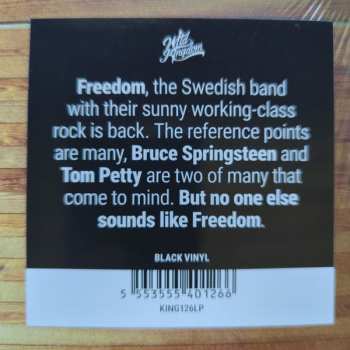 Wild
Kingdom
Freedom, the Swedish band
with their sunny working-class
rock is back. The reference points
are many, Bruce Springsteen and
Tom Petty are two of many that
come to mind. But no one else
sounds like Freedom.
BLACK VINYL
5 553555 401266
KING126LP